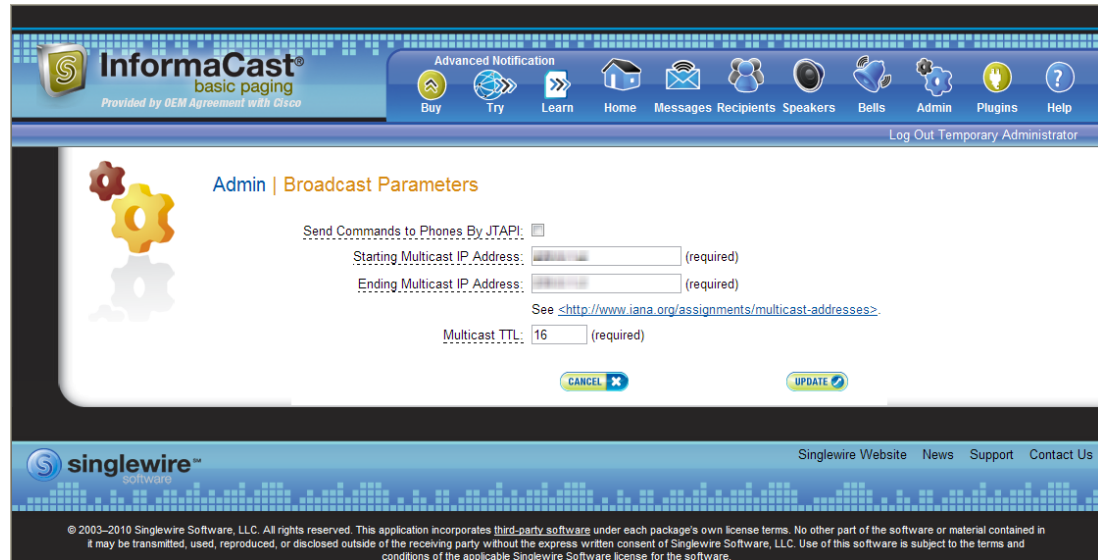 InformaCast®
basic paging
Provided by OEM Agreement with Cisco
Advanced Notification
Buy Try Learn Home Messages Recipients Speakers Bells Admin Plugins Help
Log Out Temporary Administrator
Admin | Broadcast Parameters
Send Commands to Phones By JTAPI:
Starting Multicast IP Address: (required)
Ending Multicast IP Address: (required)
See <http://www.iana.org/assignments/multicast-addresses>.
Multicast TTL: 16 (required)
CANCEL UPDATE
singlewire℠
software
Singlewire Website News Support Contact Us
© 2003–2010 Singlewire Software, LLC. All rights reserved. This application incorporates third-party software under each package's own license terms. No other part of the software or material contained in
it may be transmitted, used, reproduced, or disclosed outside of the receiving party without the express written consent of Singlewire Software, LLC. Use of this software is subject to the terms and
conditions of the applicable Singlewire Software license for the software.